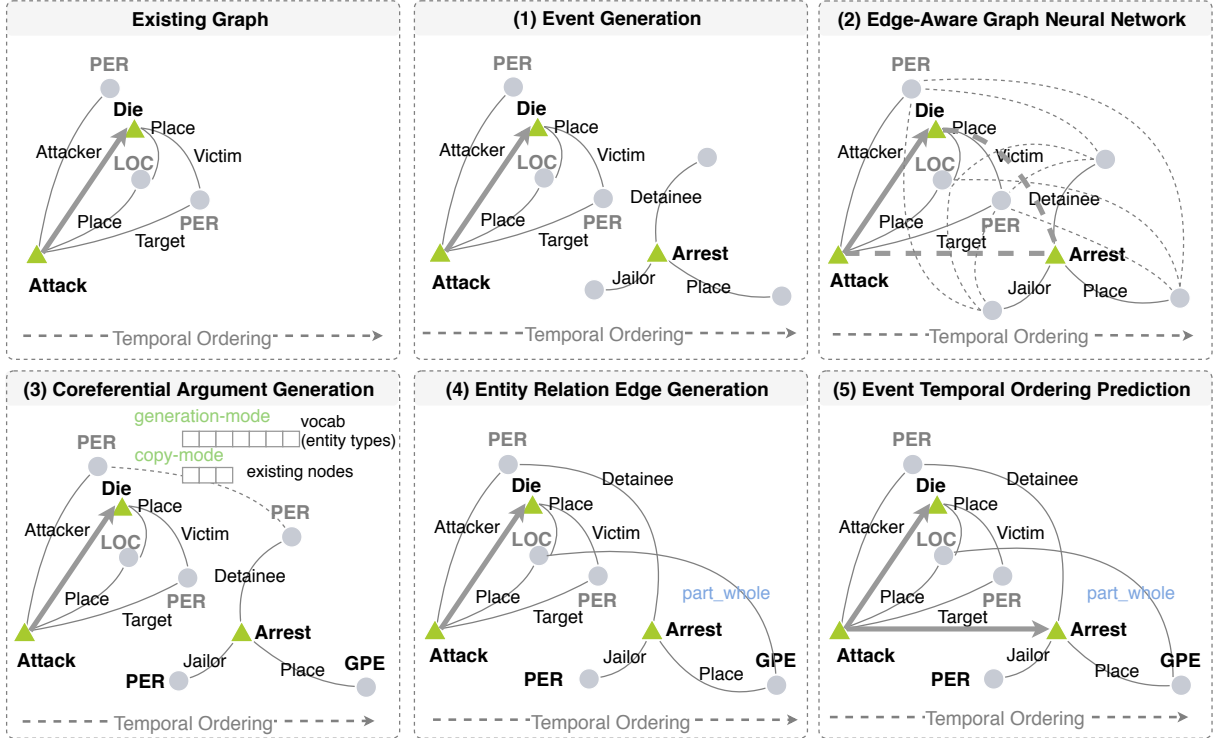 Existing Graph
PER
Die
Place
Attacker
LOC
Victim
Place
PER
Target
Attack
Temporal Ordering
(1) Event Generation
PER
Die
Place
Attacker
LOC
Victim
Detainee
Place
PER
Target
Arrest
Attack
Jailor
Place
Temporal Ordering
(2) Edge-Aware Graph Neural Network
PER
Die
Place
Attacker
LOC
Victim
Detainee
Place
PER
Target
Arrest
Attack
Jailor
Place
Temporal Ordering
(3) Coreferential Argument Generation
generation-mode
vocab
(entity types)
PER
copy-mode
existing nodes
Die
Place
PER
Attacker
LOC
Victim
Detainee
Place
PER
Target
Arrest
Attack
Jailor
GPE
PER
Place
Temporal Ordering
(4) Entity Relation Edge Generation
PER
Detainee
Die
Place
Attacker
LOC
Victim
part_whole
Place
PER
Target
Arrest
Attack
Jailor
GPE
PER
Place
Temporal Ordering
(5) Event Temporal Ordering Prediction
PER
Detainee
Die
Place
Attacker
LOC
Victim
part_whole
Place
PER
Target
Arrest
Attack
Jailor
GPE
PER
Place
Temporal Ordering